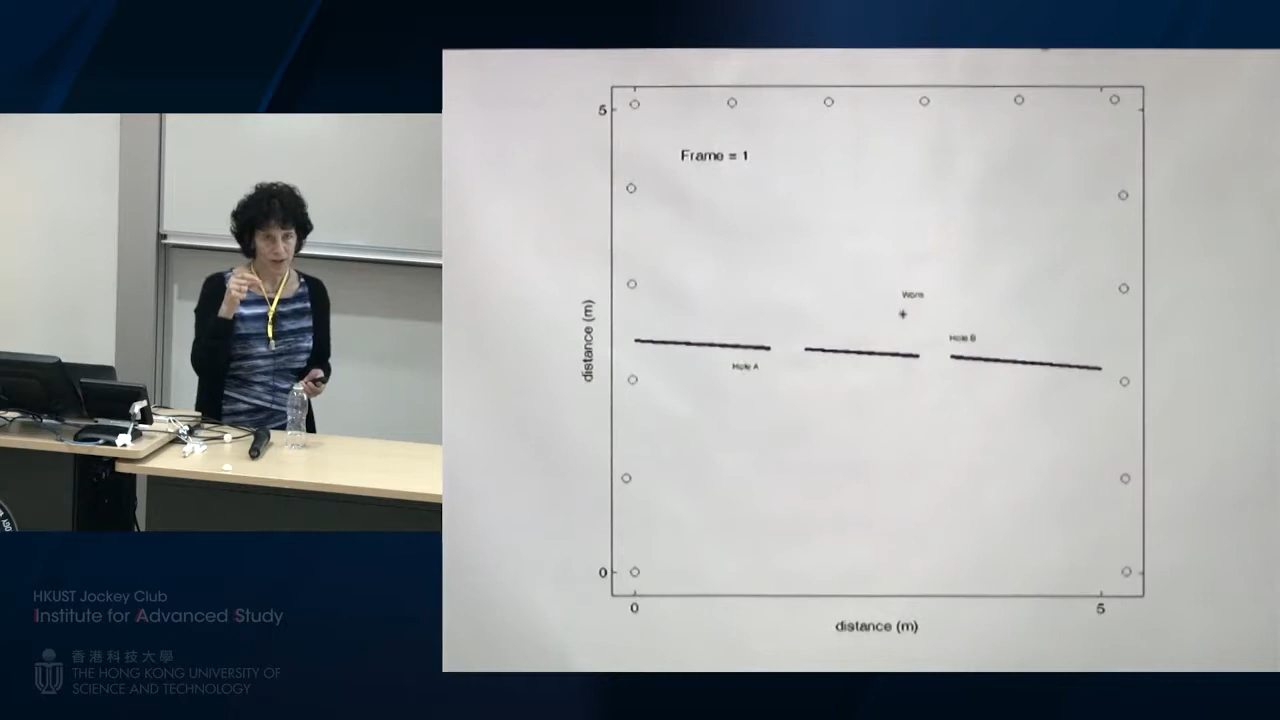 5
Frame = 1
Worm
Hole B
Hole A
distance (m)
0
0
5
distance (m)
HKUST Jockey Club
Institute for Advanced Study
香港科技大學
THE HONG KONG UNIVERSITY OF
SCIENCE AND TECHNOLOGY